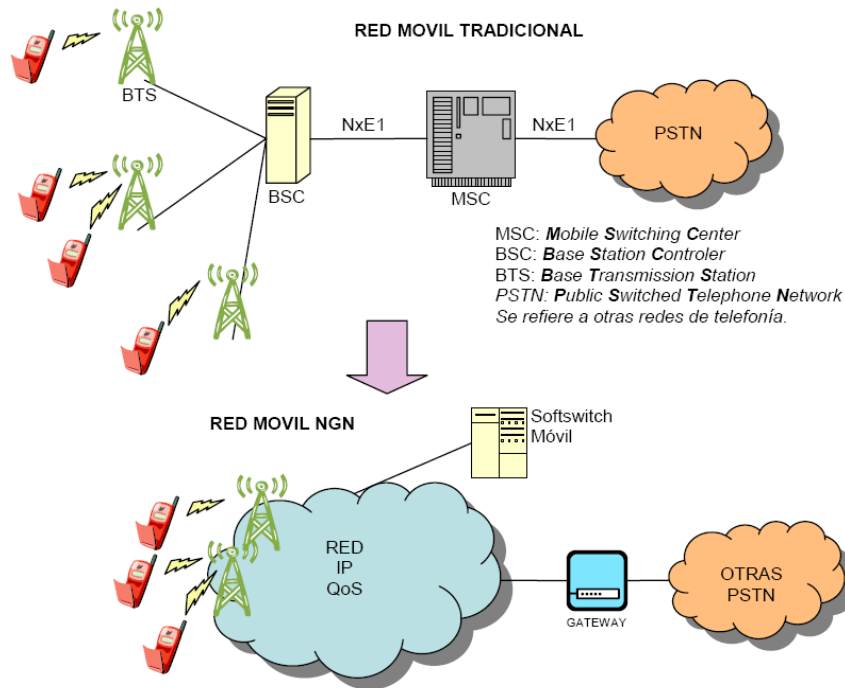 RED MOVIL TRADICIONAL
BTS
BSC
NxE1
MSC
NxE1
PSTN
MSC: Mobile Switching Center
BSC: Base Station Controler
BTS: Base Transmission Station
PSTN: Public Switched Telephone Network
Se refiere a otras redes de telefonía.
RED MOVIL NGN
Softswitch
Móvil
RED
IP
QoS
GATEWAY
OTRAS
PSTN